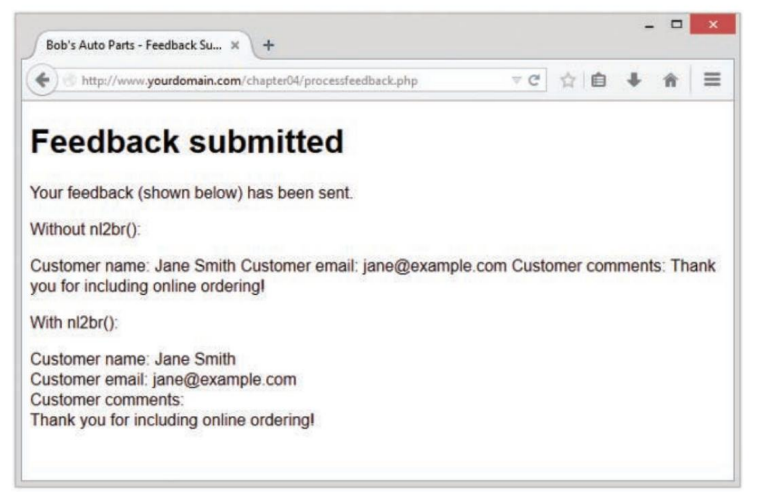 Bob's Auto Parts - Feedback Su...
http://www.yourdomain.com/chapter04/processfeedback.php
Feedback submitted
Your feedback (shown below) has been sent.
Without nl2br():
Customer name: Jane Smith Customer email: jane@example.com Customer comments: Thank
you for including online ordering!
With nl2br():
Customer name: Jane Smith
Customer email: jane@example.com
Customer comments:
Thank you for including online ordering!